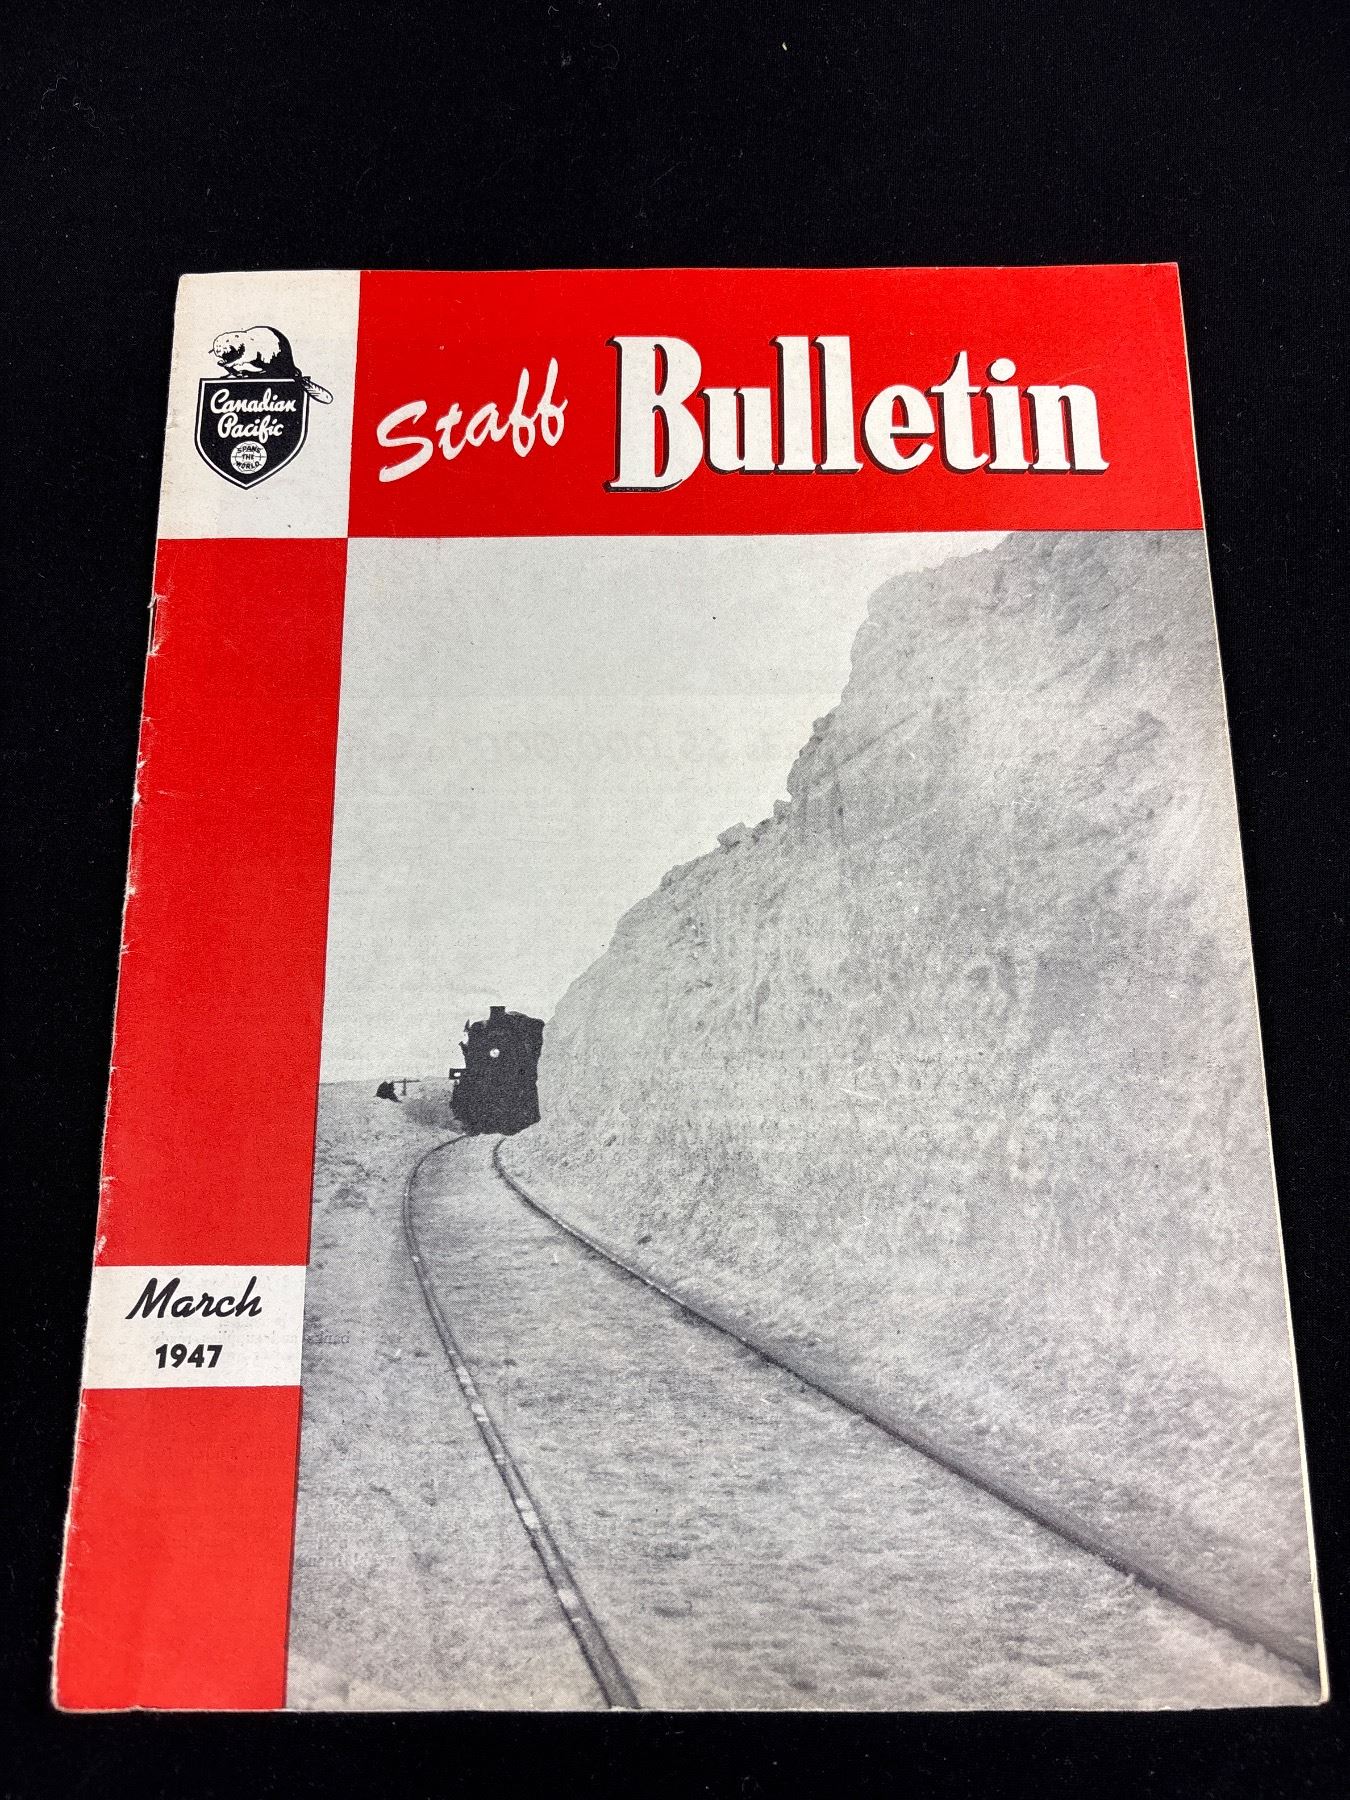 Canadian
Pacific
SPANS
THE
WORLD
Staff Bulletin
March
1947